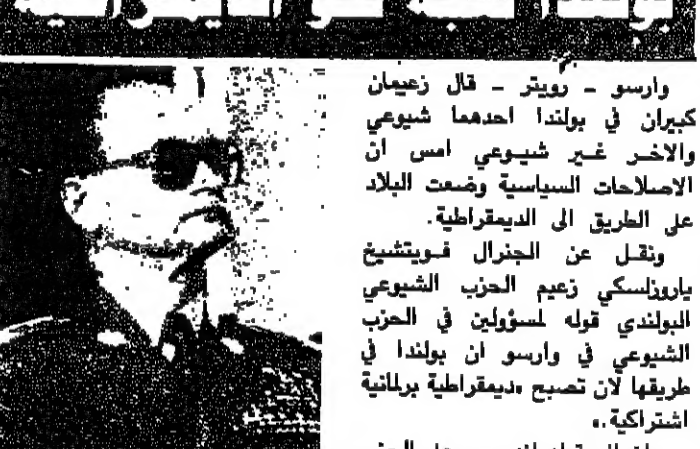 وارسو - رويتر - قال زعيمان
كبيران في بولندا احدهما شيوعي
والاخر غير شيوعي امس ان
الاصلاحات السياسية وضعت البلاد
على الطريق الى الديمقراطية.
ونقل عن الجنرال فويتشيخ
ياروزلسكي زعيم الحزب الشيوعي
البولندي قوله لمسؤولين في الحزب
الشيوعي في وارسو ان بولندا في
طريقها لان تصبح «ديمقراطية برلمانية
اشتراكية.»